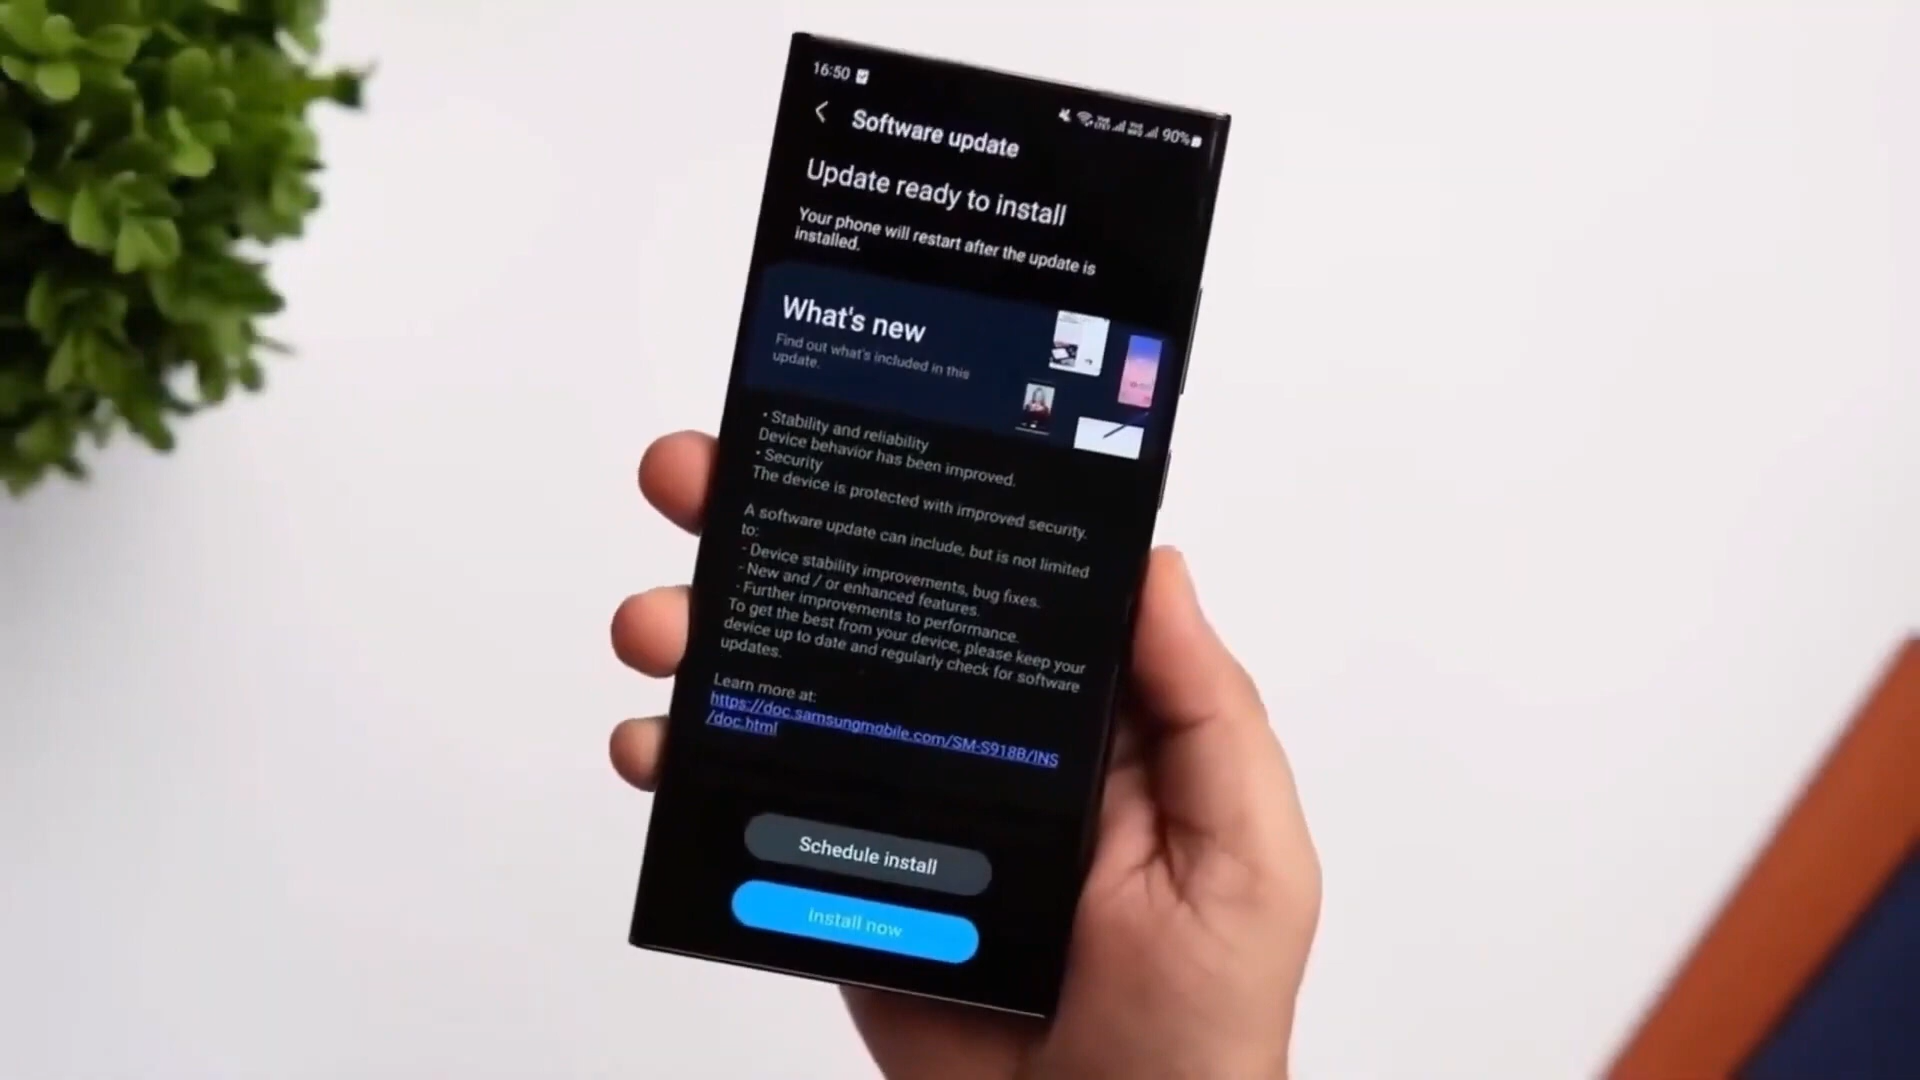 16:50
90%
Software update
Update ready to install
Your phone will restart after the update is
installed.
What's new
Find out what's included in this
update.
• Stability and reliability
Device behavior has been improved.
• Security
The device is protected with improved security.
A software update can include, but is not limited
to:
- Device stability improvements, bug fixes.
- New and / or enhanced features.
- Further improvements to performance.
To get the best from your device, please keep your
device up to date and regularly check for software
updates.
Learn more at:
https://doc.samsungmobile.com/SM-S918B/INS
/doc.html
Schedule install
Install now